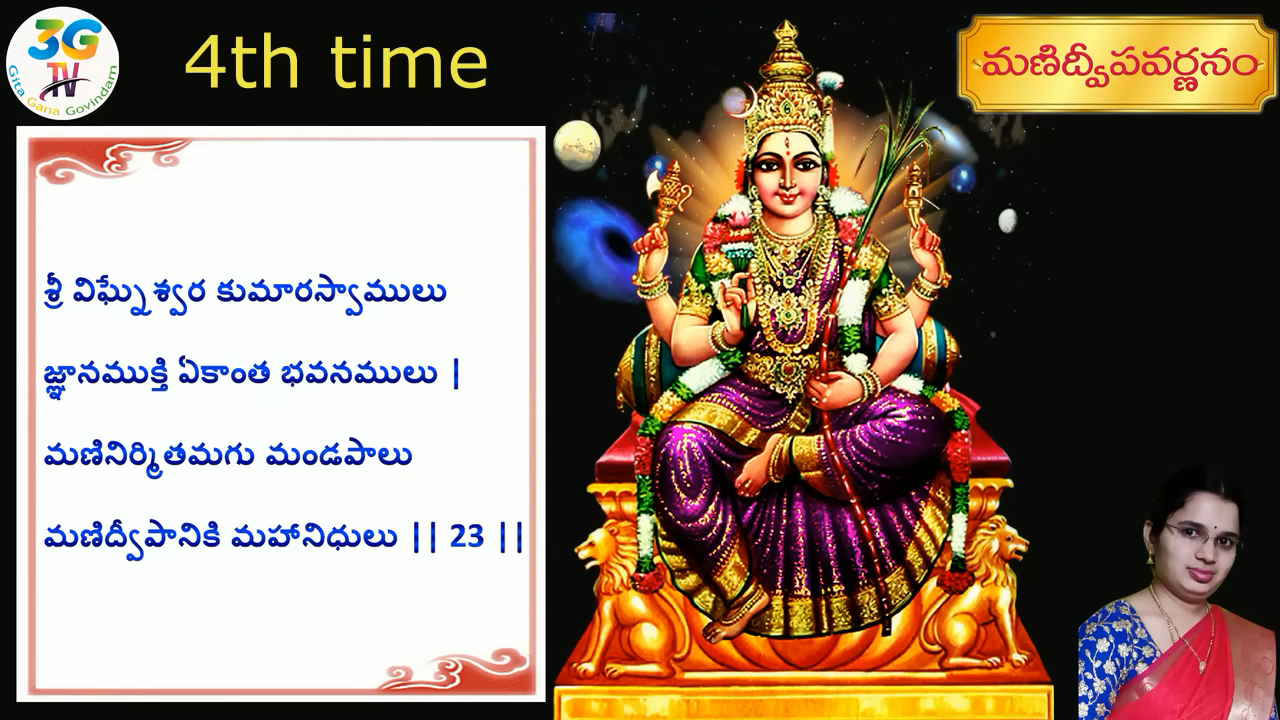 3G
TV
Gita Gana Govindam
4th time
మణిద్వీపవర్ణనం
శ్రీ విఘ్నేశ్వర కుమారస్వాములు
జ్ఞానముక్తి ఏకాంత భవనములు |
మణినిర్మితమగు మండపాలు
మణిద్వీపానికి మహానిధులు || 23 ||